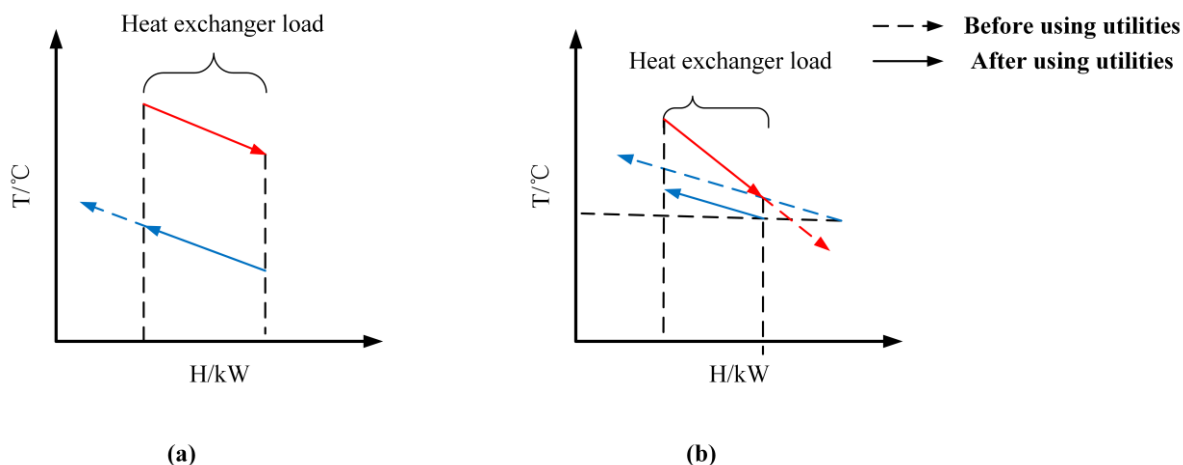 Heat exchanger load
T/℃
H/kW
(a)
Heat exchanger load
T/℃
H/kW
(b)
Before using utilities
After using utilities